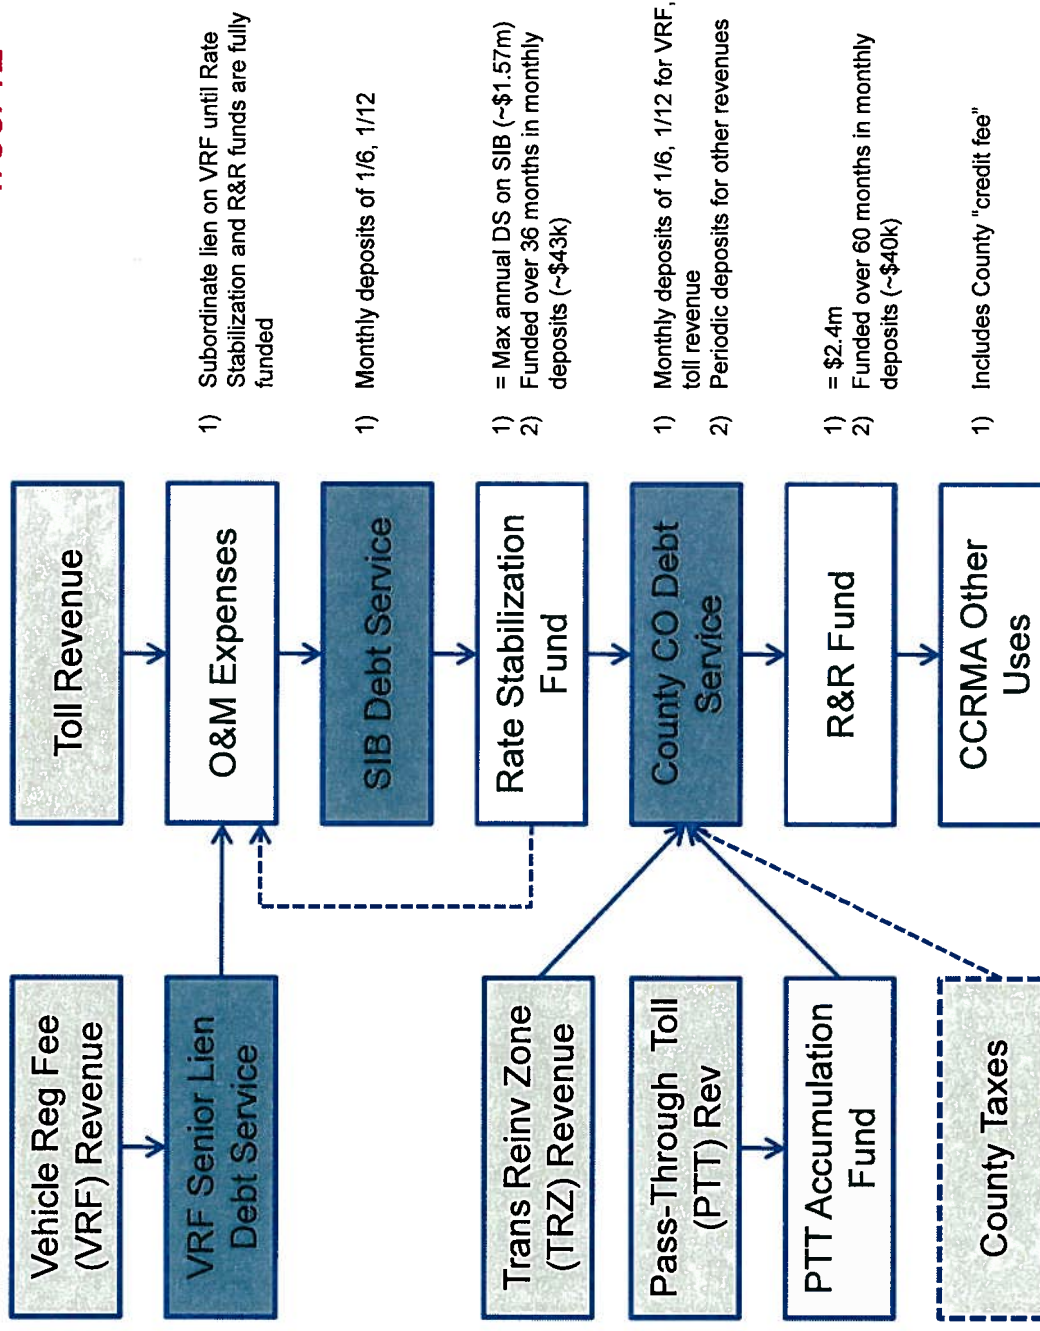 Toll Revenue
O&M Expenses
SIB Debt Service
Rate Stabilization
Fund
County CO Debt
Service
R&R Fund
CCRMA Other
Uses
Vehicle Reg Fee
(VRF) Revenue
VRF Senior Lien
Debt Service
Trans Reinv Zone
(TRZ) Revenue
Pass-Through Toll
(PTT) Rev
PTT Accumulation
Fund
County Taxes
1) Subordinate lien on VRF until Rate
Stabilization and R&R funds are fully
funded
1) Monthly deposits of 1/6, 1/12
1) = Max annual DS on SIB (~$1.57m)
2) Funded over 36 months in monthly
deposits (~$43k)
1) Monthly deposits of 1/6, 1/12 for VRF,
toll revenue
2) Periodic deposits for other revenues
1) = $2.4m
2) Funded over 60 months in monthly
deposits (~$40k)
1) Includes County "credit fee"